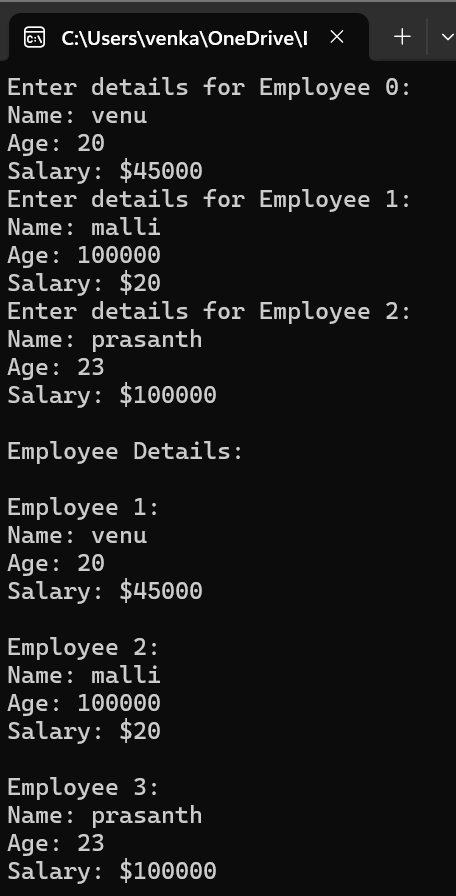 C:\Users\venka\OneDrive\
Enter details for Employee 0:
Name: venu
Age: 20
Salary: $45000
Enter details for Employee 1:
Name: malli
Age: 100000
Salary: $20
Enter details for Employee 2:
Name: prasanth
Age: 23
Salary: $100000
Employee Details:
Employee 1:
Name: venu
Age: 20
Salary: $45000
Employee 2:
Name: malli
Age: 100000
Salary: $20
Employee 3:
Name: prasanth
Age: 23
Salary: $100000